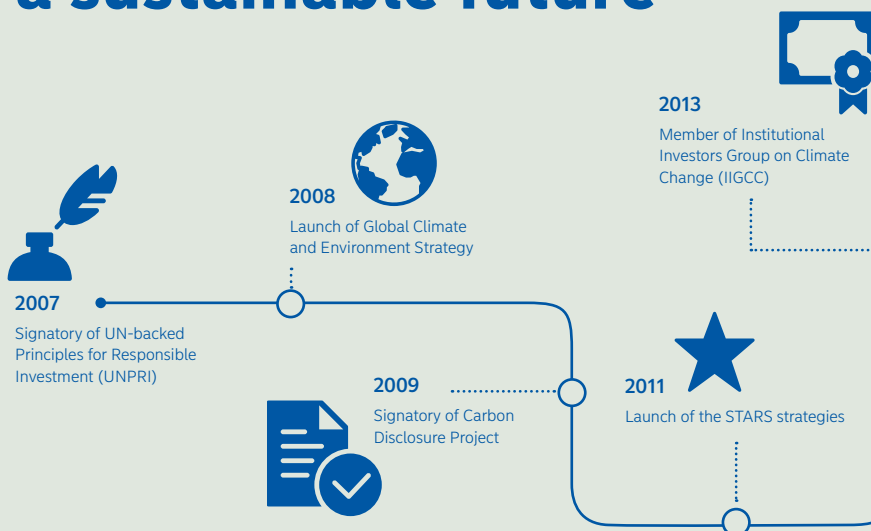 a sustainable future
2007
Signatory of UN-backed
Principles for Responsible
Investment (UNPRI)
2008
Launch of Global Climate
and Environment Strategy
2009
Signatory of Carbon
Disclosure Project
2011
Launch of the STARS strategies
2013
Member of Institutional
Investors Group on Climate
Change (IIGCC)